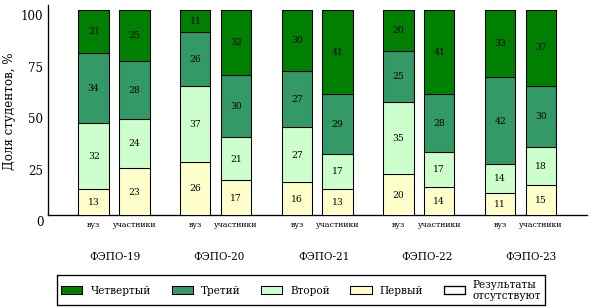 Доля студентов, %
100
75
50
25
0
21 25 11 32 30 41 20 41 33 37
34 28 26 30 27 29 25 28 42 30
32 24 37 21 27 17 35 17 14 18
13 23 26 17 16 13 20 14 11 15
вуз участники вуз участники вуз участники вуз участники вуз участники
ФЭПО-19 ФЭПО-20 ФЭПО-21 ФЭПО-22 ФЭПО-23
Четвертый Третий Второй Первый Результаты
отсутствуют